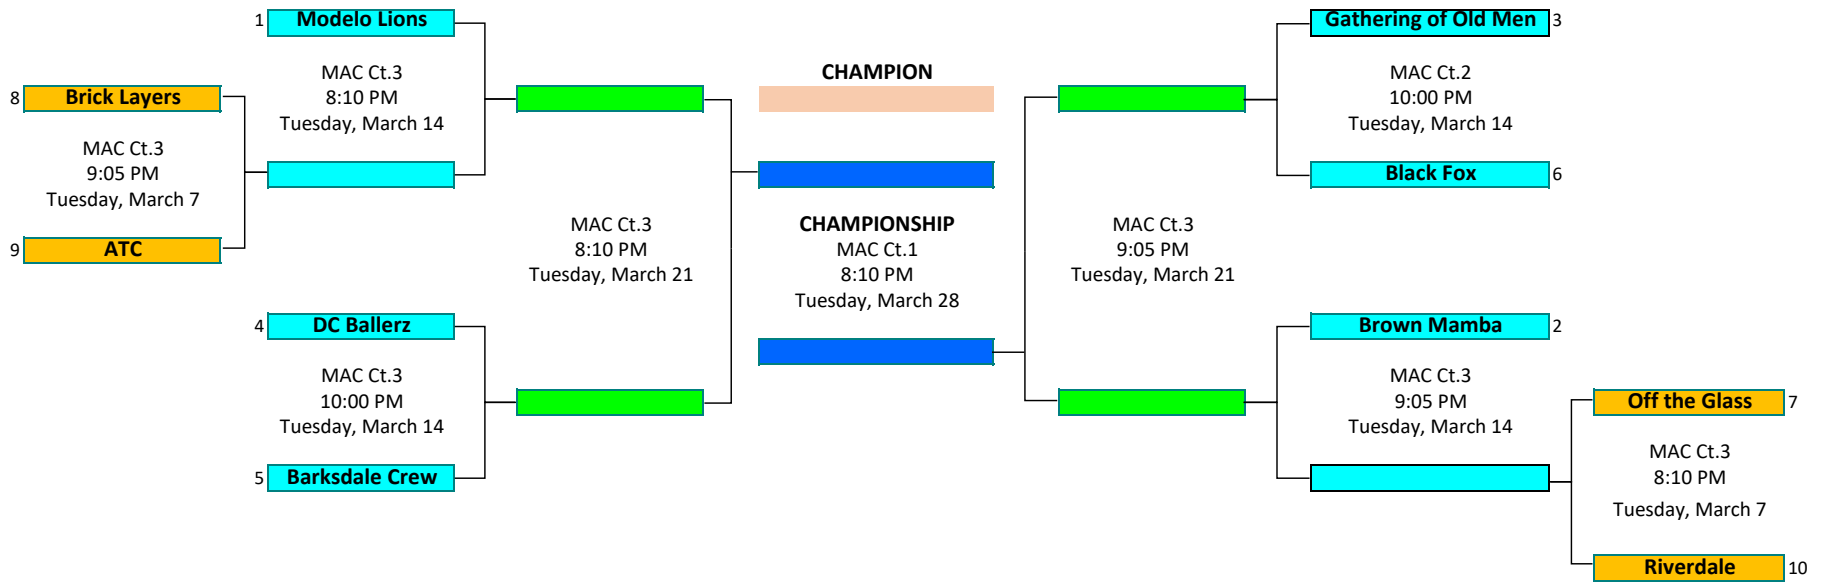 1 Modelo Lions
MAC Ct.3
8:10 PM
Tuesday, March 14
8 Brick Layers
MAC Ct.3
9:05 PM
Tuesday, March 7
9 ATC
4 DC Ballerz
MAC Ct.3
10:00 PM
Tuesday, March 14
5 Barksdale Crew
MAC Ct.3
8:10 PM
Tuesday, March 21
CHAMPION
CHAMPIONSHIP
MAC Ct.1
8:10 PM
Tuesday, March 28
MAC Ct.3
9:05 PM
Tuesday, March 21
Gathering of Old Men 3
MAC Ct.2
10:00 PM
Tuesday, March 14
Black Fox 6
Brown Mamba 2
MAC Ct.3
9:05 PM
Tuesday, March 14
Off the Glass 7
MAC Ct.3
8:10 PM
Tuesday, March 7
Riverdale 10